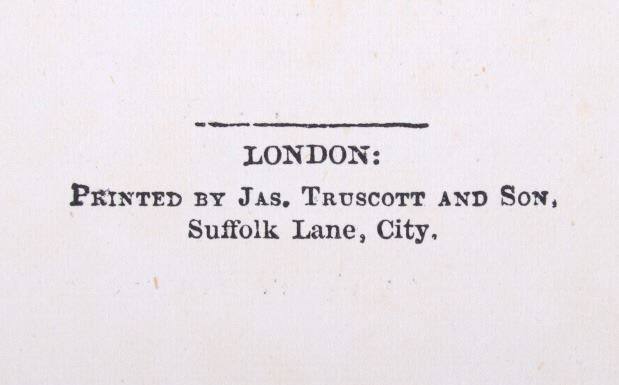 LONDON:
PRINTED BY JAS. TRUSCOTT AND SON,
Suffolk Lane, City.